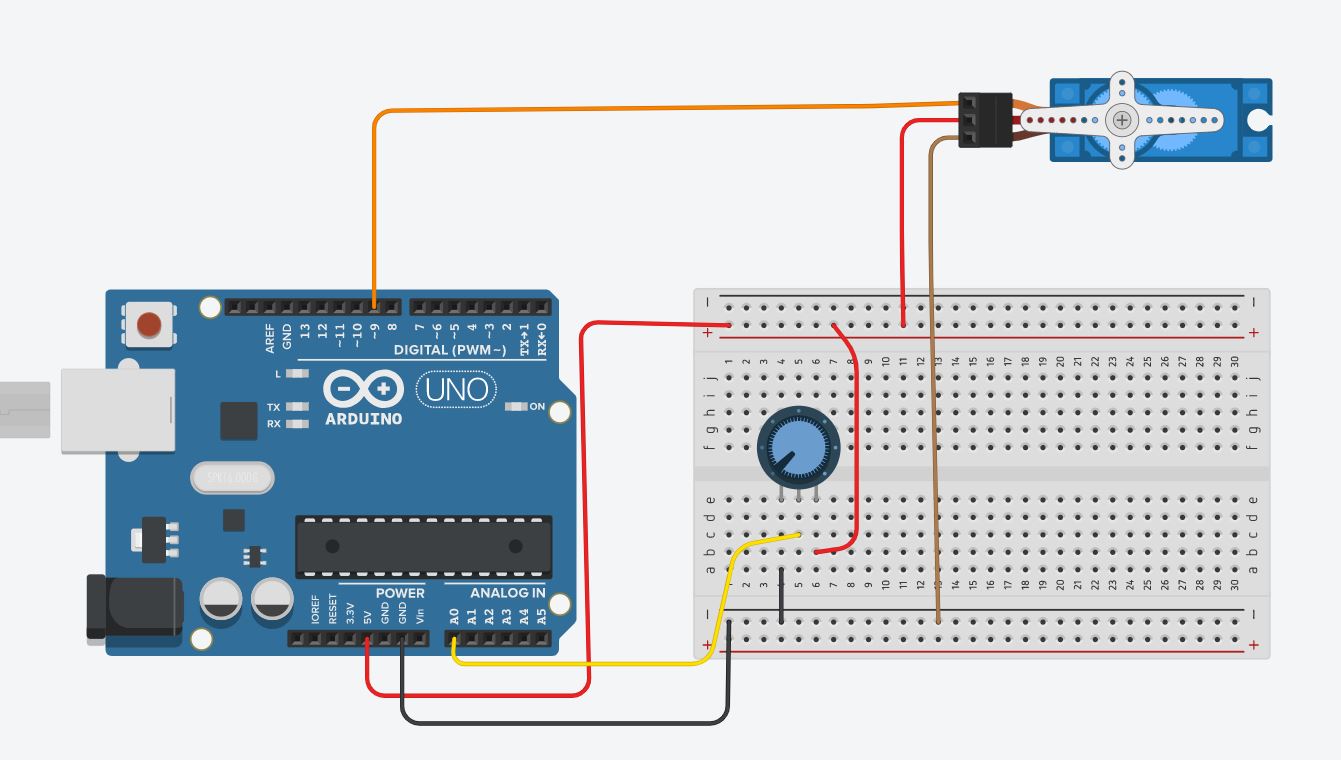 AREF
GND
13
12
~11
~10
~9
8
7
~6
~5
4
~3
2
TX→1
RX←0
DIGITAL (PWM~)
L
TX
RX
UNO
ARDUINO
ON
SPK16.000G
POWER
ANALOG IN
IOREF
RESET
3.3V
5V
GND
GND
Vin
A0
A1
A2
A3
A4
A5
− −
+ +
1 2 3 4 5 6 7 8 9 10 11 12 13 14 15 16 17 18 19 20 21 22 23 24 25 26 27 28 29 30
j j
i i
h h
g g
f f
e e
d d
c c
b b
a a
1 2 3 4 5 6 7 8 9 10 11 12 13 14 15 16 17 18 19 20 21 22 23 24 25 26 27 28 29 30
− −
+ +